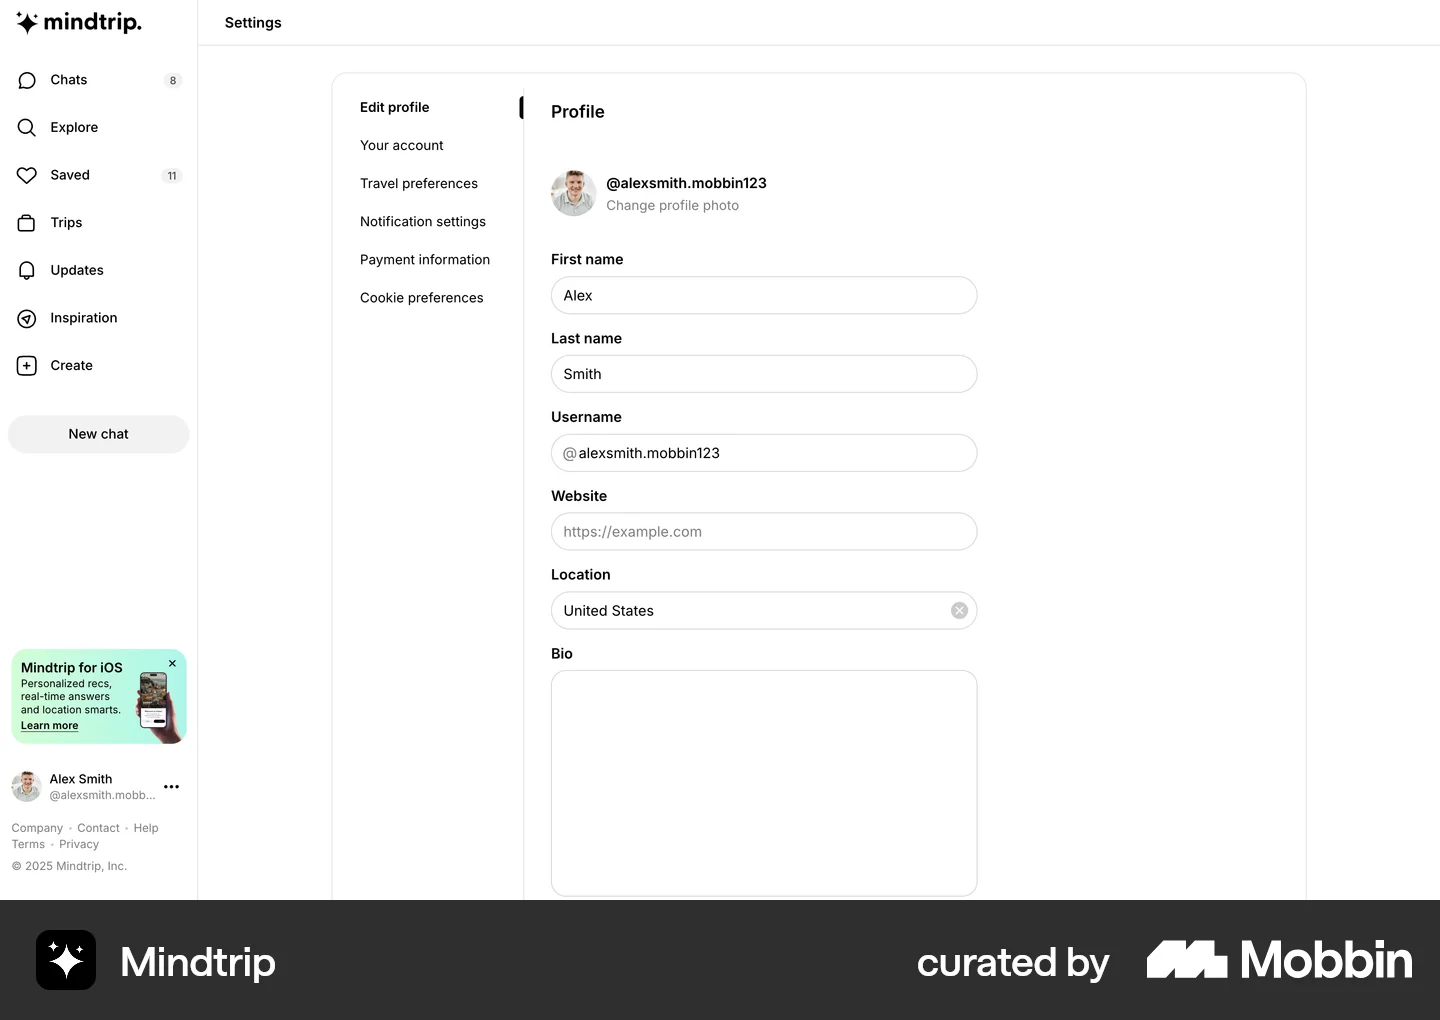 mindtrip.
Settings
Chats
8
Explore
Saved
11
Trips
Updates
Inspiration
Create
New chat
Mindtrip for iOS
Personalized recs,
real-time answers
and location smarts.
Learn more
Alex Smith
@alexsmith.mobb...
Company · Contact · Help
Terms · Privacy
© 2025 Mindtrip, Inc.
Edit profile
Your account
Travel preferences
Notification settings
Payment information
Cookie preferences
Profile
@alexsmith.mobbin123
Change profile photo
First name
Alex
Last name
Smith
Username
@alexsmith.mobbin123
Website
https://example.com
Location
United States
Bio
Mindtrip
curated by Mobbin